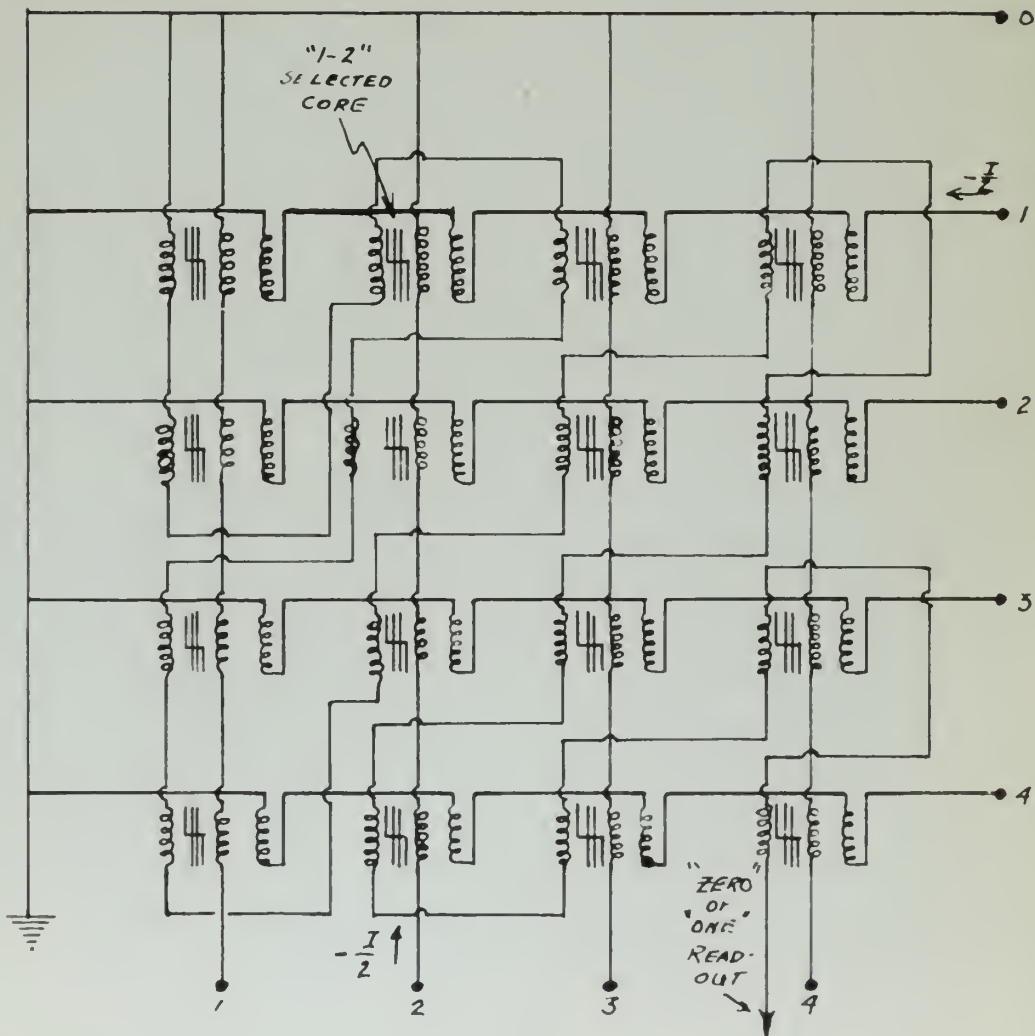 0
"1-2"
SELECTED
CORE
-I/2
1
2
3
4
"ZERO"
or
"ONE"
READ-
OUT
-I/2
1
2
3
4